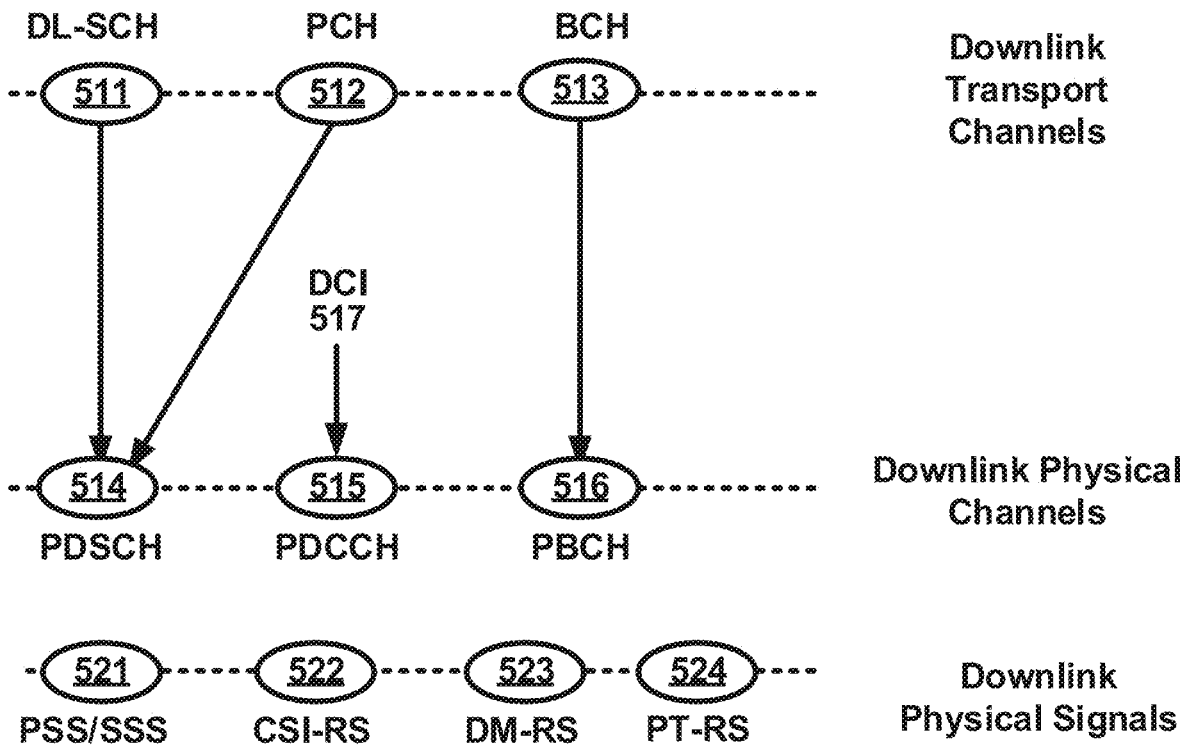 DL-SCH PCH BCH
511 512 513
Downlink
Transport
Channels
DCI
517
514 515 516
PDSCH PDCCH PBCH
Downlink Physical
Channels
521 522 523 524
PSS/SSS CSI-RS DM-RS PT-RS
Downlink
Physical Signals